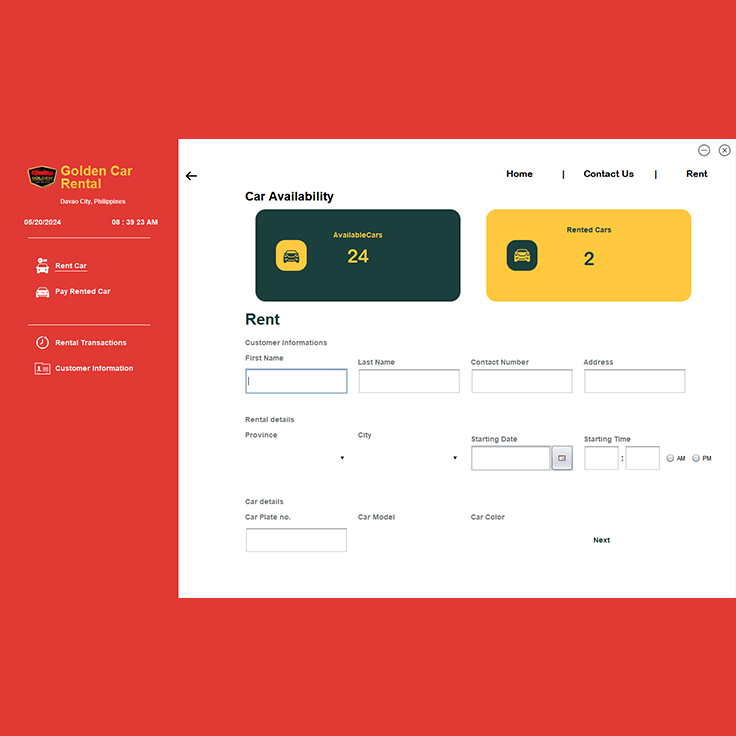 Golden Car
Rental
Davao City, Philippines
05/20/2024 08 : 39 23 AM
Rent Car
Pay Rented Car
Rental Transactions
Customer Information
Home | Contact Us | Rent
Car Availability
AvailableCars
24
Rented Cars
2
Rent
Customer Informations
First Name Last Name Contact Number Address
Rental details
Province City Starting Date Starting Time
: AM PM
Car details
Car Plate no. Car Model Car Color
Next